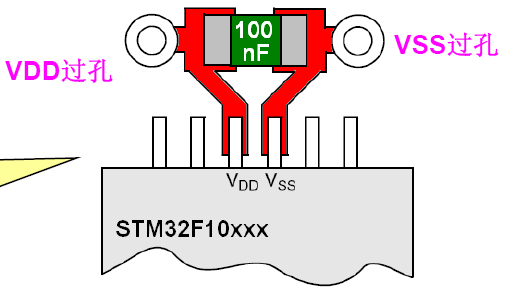 100
nF
VSS过孔
VDD过孔
VDD VSS
STM32F10xxx